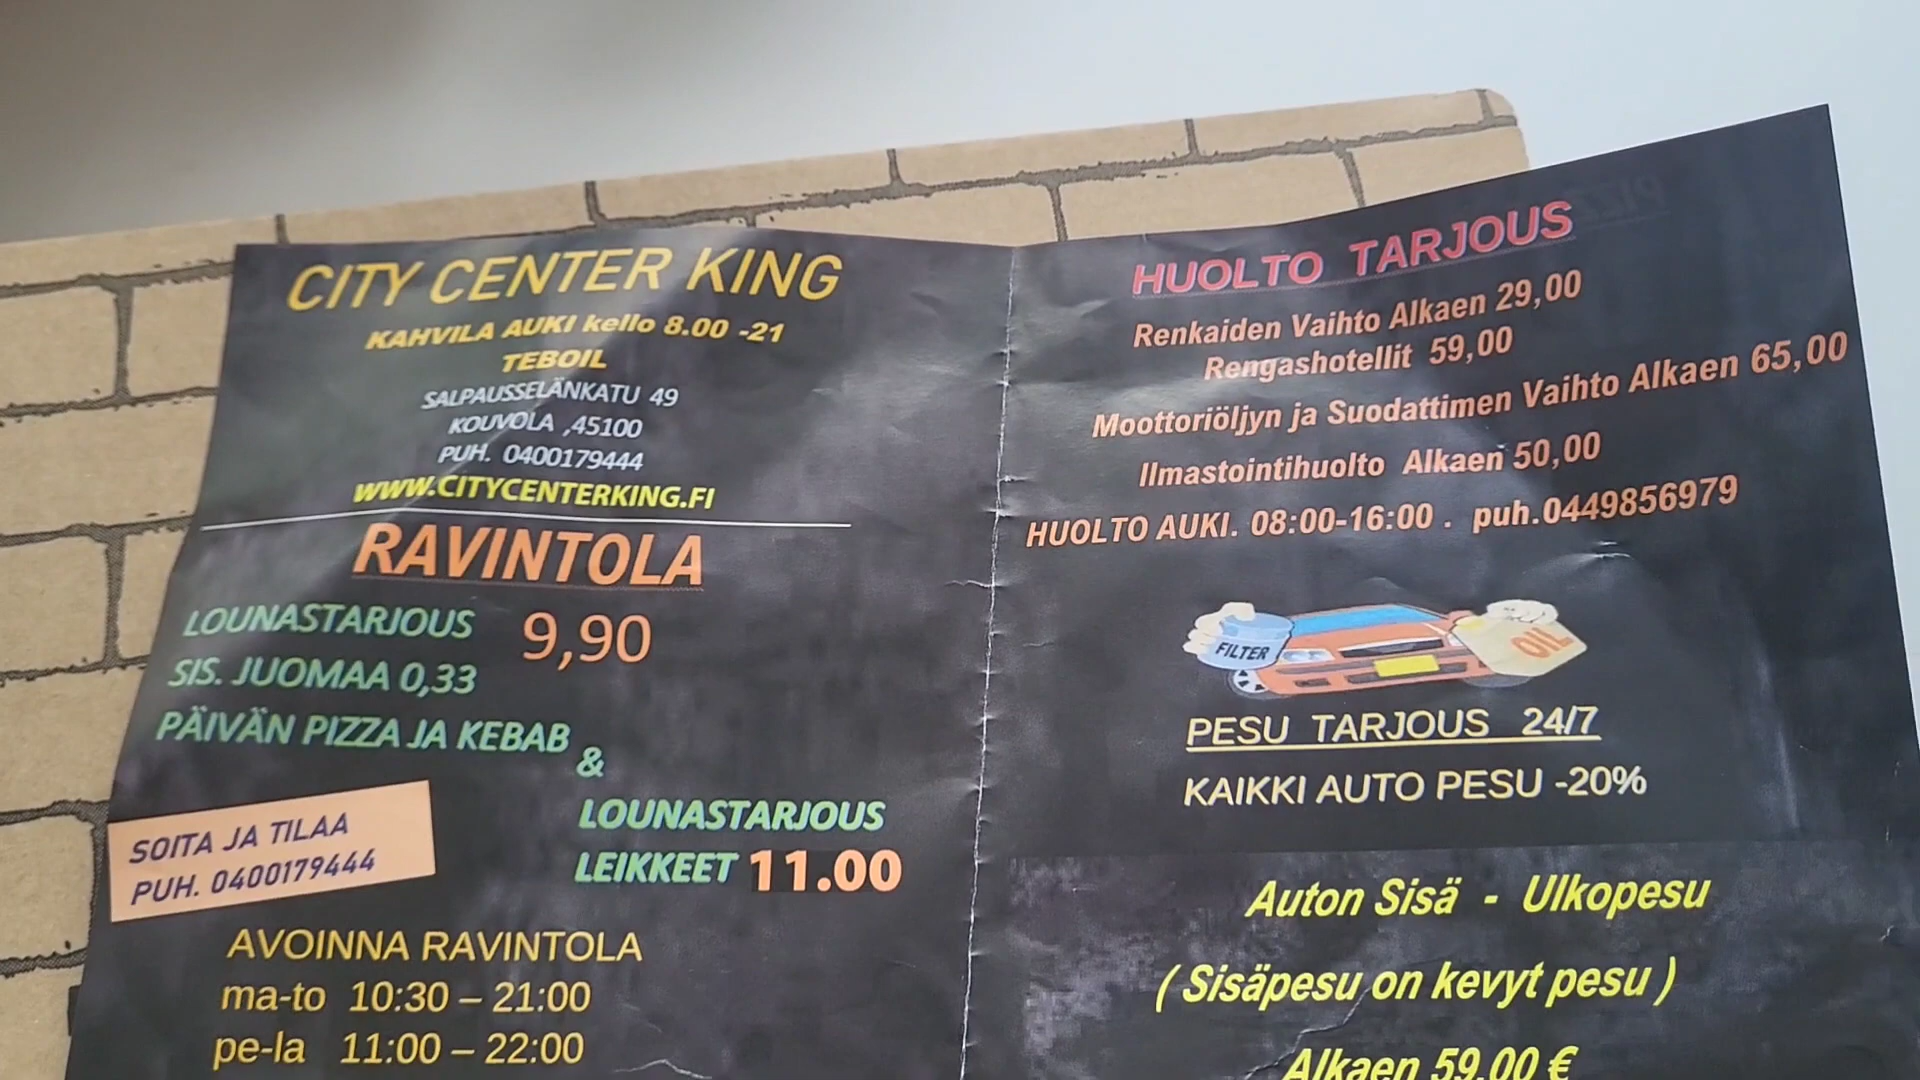 CITY CENTER KING
KAHVILA AUKI kello 8.00 -21
TEBOIL
SALPAUSSELÄNKATU 49
KOUVOLA ,45100
PUH. 0400179444
WWW.CITYCENTERKING.FI
RAVINTOLA
LOUNASTARJOUS 9,90
SIS. JUOMAA 0,33
PÄIVÄN PIZZA JA KEBAB
&
LOUNASTARJOUS
LEIKKEET 11.00
SOITA JA TILAA
PUH. 0400179444
AVOINNA RAVINTOLA
ma-to 10:30 – 21:00
pe-la 11:00 – 22:00
HUOLTO TARJOUS
Renkaiden Vaihto Alkaen 29,00
Rengashotellit 59,00
Moottoriöljyn ja Suodattimen Vaihto Alkaen 65,00
Ilmastointihuolto Alkaen 50,00
HUOLTO AUKI. 08:00-16:00 . puh.0449856979
FILTER
OIL
PESU TARJOUS 24/7
KAIKKI AUTO PESU -20%
Auton Sisä - Ulkopesu
( Sisäpesu on kevyt pesu )
Alkaen 59.00 €